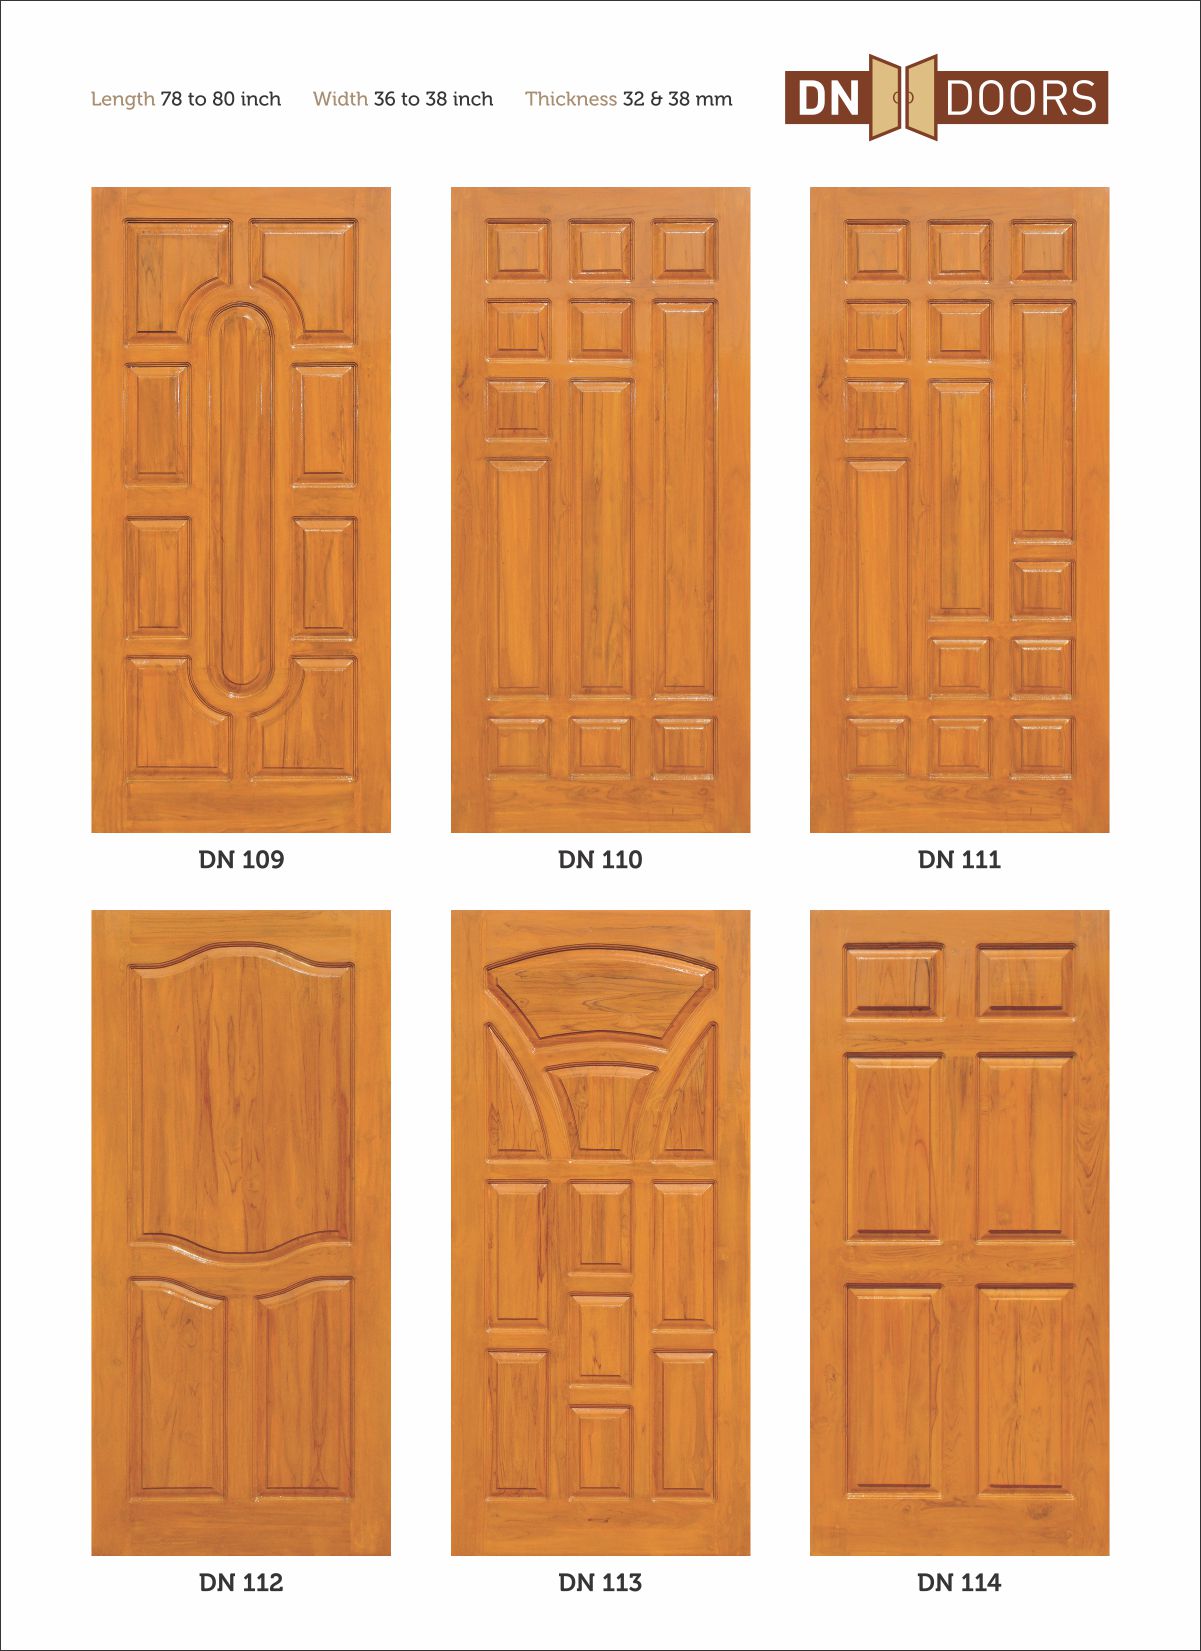 Length 78 to 80 inch Width 36 to 38 inch Thickness 32 & 38 mm
DN DOORS
DN 109 DN 110 DN 111
DN 112 DN 113 DN 114